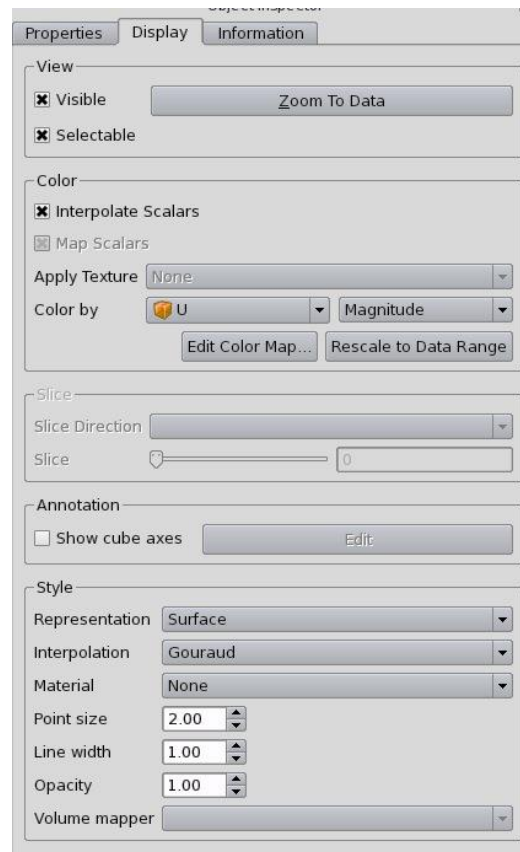 Object Inspector
Properties Display Information
View
Visible Zoom To Data
Selectable
Color
Interpolate Scalars
Map Scalars
Apply Texture None
Color by U Magnitude
Edit Color Map... Rescale to Data Range
Slice
Slice Direction
Slice 0
Annotation
Show cube axes Edit
Style
Representation Surface
Interpolation Gouraud
Material None
Point size 2.00
Line width 1.00
Opacity 1.00
Volume mapper